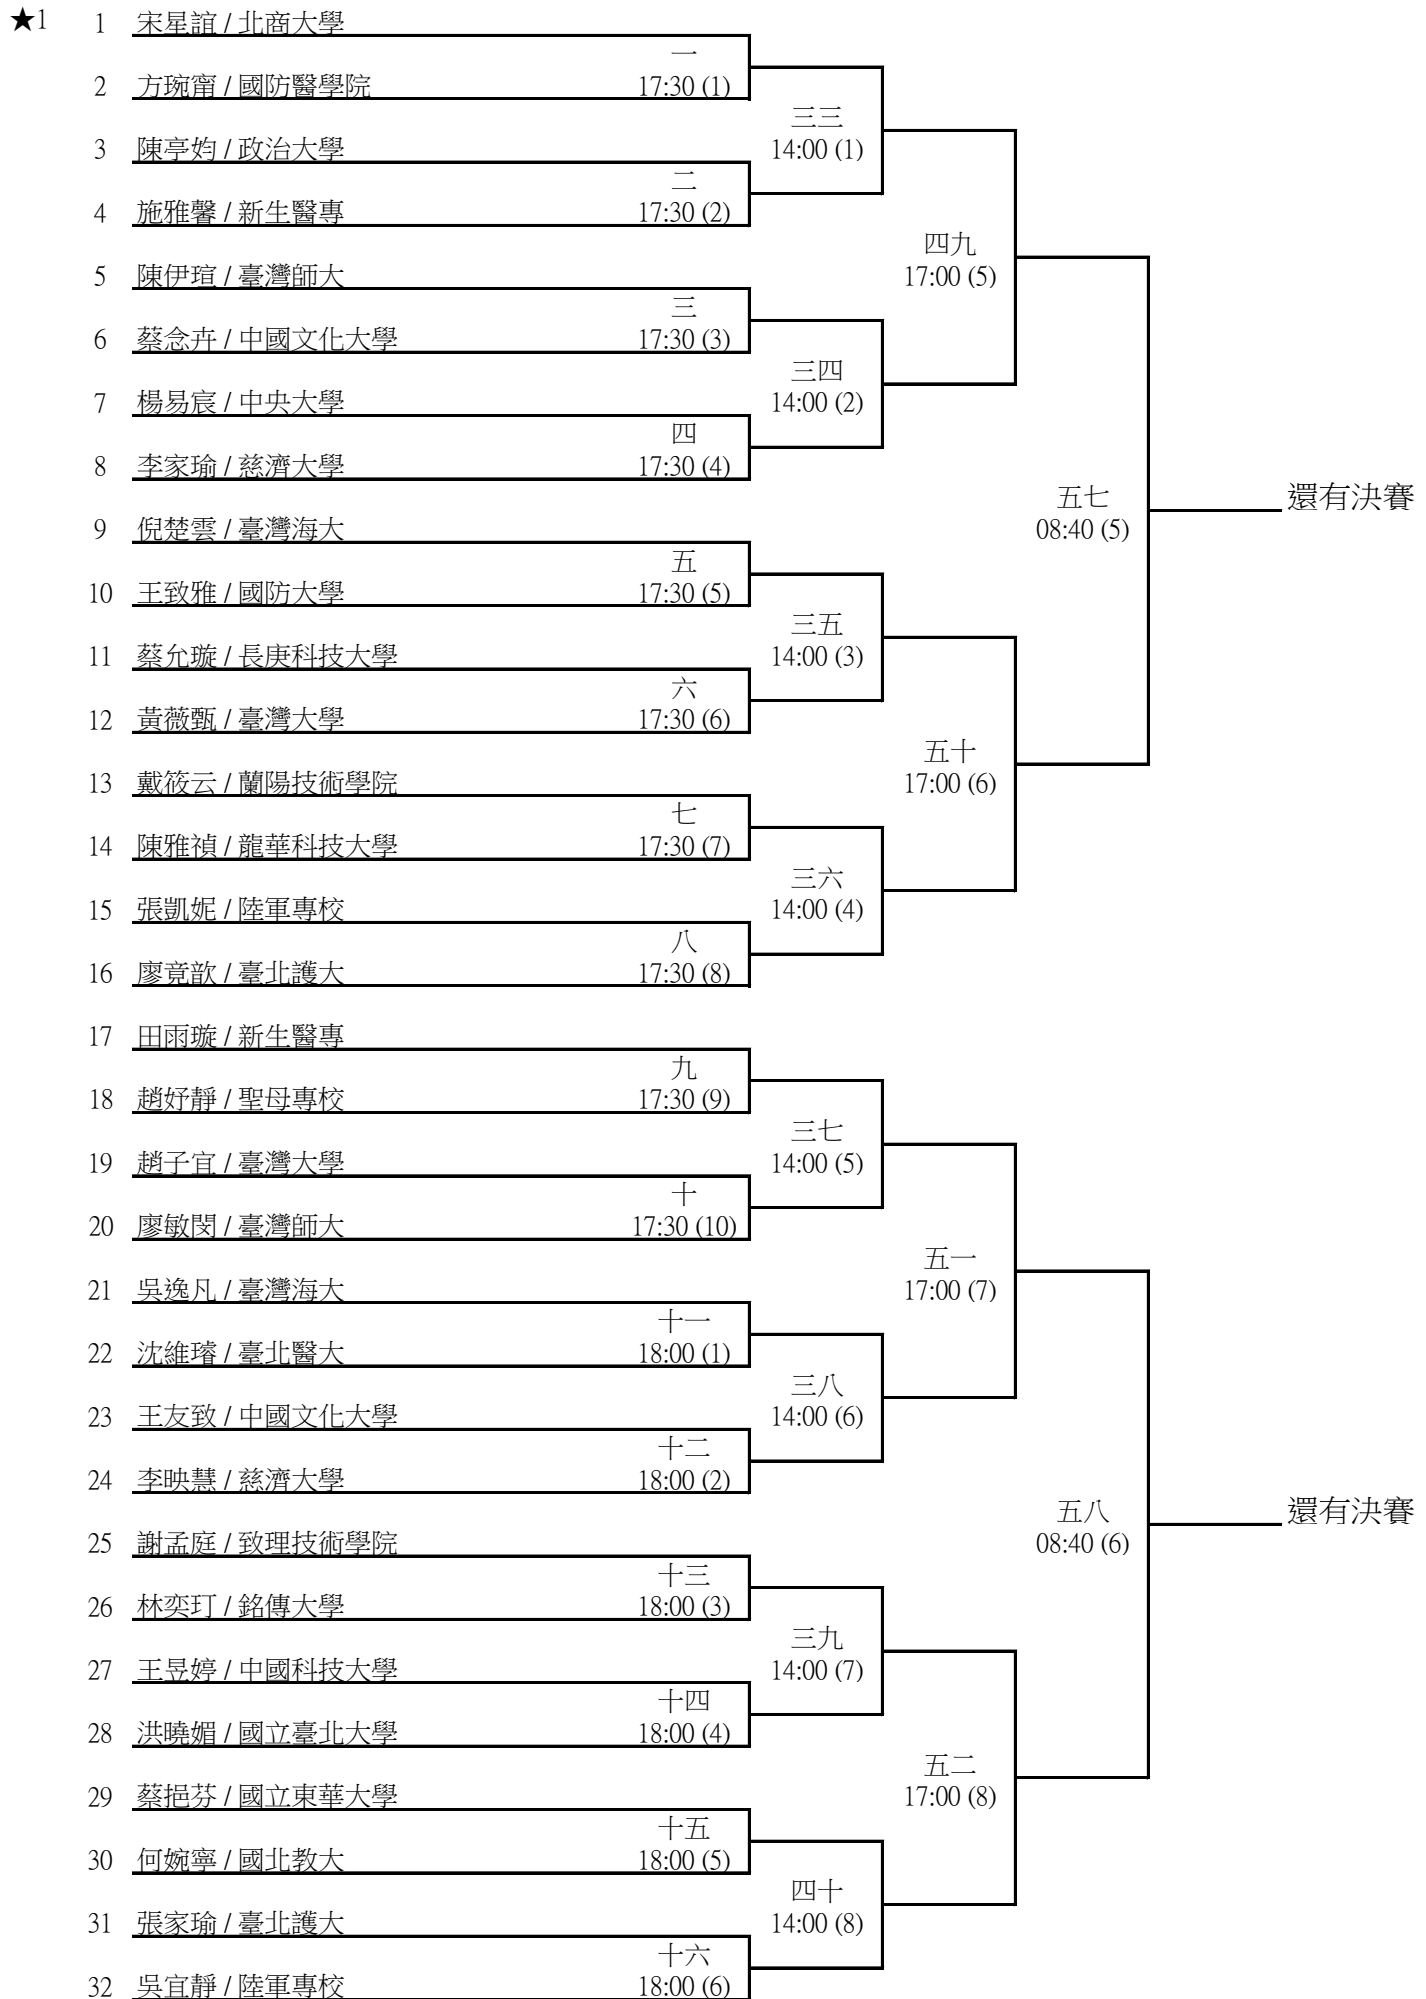 ★1 1 宋星誼 / 北商大學
一
2 方琬甯 / 國防醫學院 17:30 (1)
三三
3 陳亭妁 / 政治大學 14:00 (1)
二
4 施雅馨 / 新生醫專 17:30 (2)
四九
5 陳伊瑄 / 臺灣師大 17:00 (5)
三
6 蔡念卉 / 中國文化大學 17:30 (3)
三四
7 楊易宸 / 中央大學 14:00 (2)
四
8 李家瑜 / 慈濟大學 17:30 (4)
五七 還有決賽
9 倪楚雲 / 臺灣海大 08:40 (5)
五
10 王致雅 / 國防大學 17:30 (5)
三五
11 蔡允璇 / 長庚科技大學 14:00 (3)
六
12 黃薇甄 / 臺灣大學 17:30 (6)
五十
13 戴筱云 / 蘭陽技術學院 17:00 (6)
七
14 陳雅禎 / 龍華科技大學 17:30 (7)
三六
15 張凱妮 / 陸軍專校 14:00 (4)
八
16 廖竟歆 / 臺北護大 17:30 (8)
17 田雨璇 / 新生醫專
九
18 趙妤靜 / 聖母專校 17:30 (9)
三七
19 趙子宜 / 臺灣大學 14:00 (5)
十
20 廖敏閔 / 臺灣師大 17:30 (10)
五一
21 吳逸凡 / 臺灣海大 17:00 (7)
十一
22 沈維璿 / 臺北醫大 18:00 (1)
三八
23 王友致 / 中國文化大學 14:00 (6)
十二
24 李映慧 / 慈濟大學 18:00 (2)
五八 還有決賽
25 謝孟庭 / 致理技術學院 08:40 (6)
十三
26 林奕玎 / 銘傳大學 18:00 (3)
三九
27 王昱婷 / 中國科技大學 14:00 (7)
十四
28 洪曉媚 / 國立臺北大學 18:00 (4)
五二
29 蔡挹芬 / 國立東華大學 17:00 (8)
十五
30 何婉寧 / 國北教大 18:00 (5)
四十
31 張家瑜 / 臺北護大 14:00 (8)
十六
32 吳宜靜 / 陸軍專校 18:00 (6)